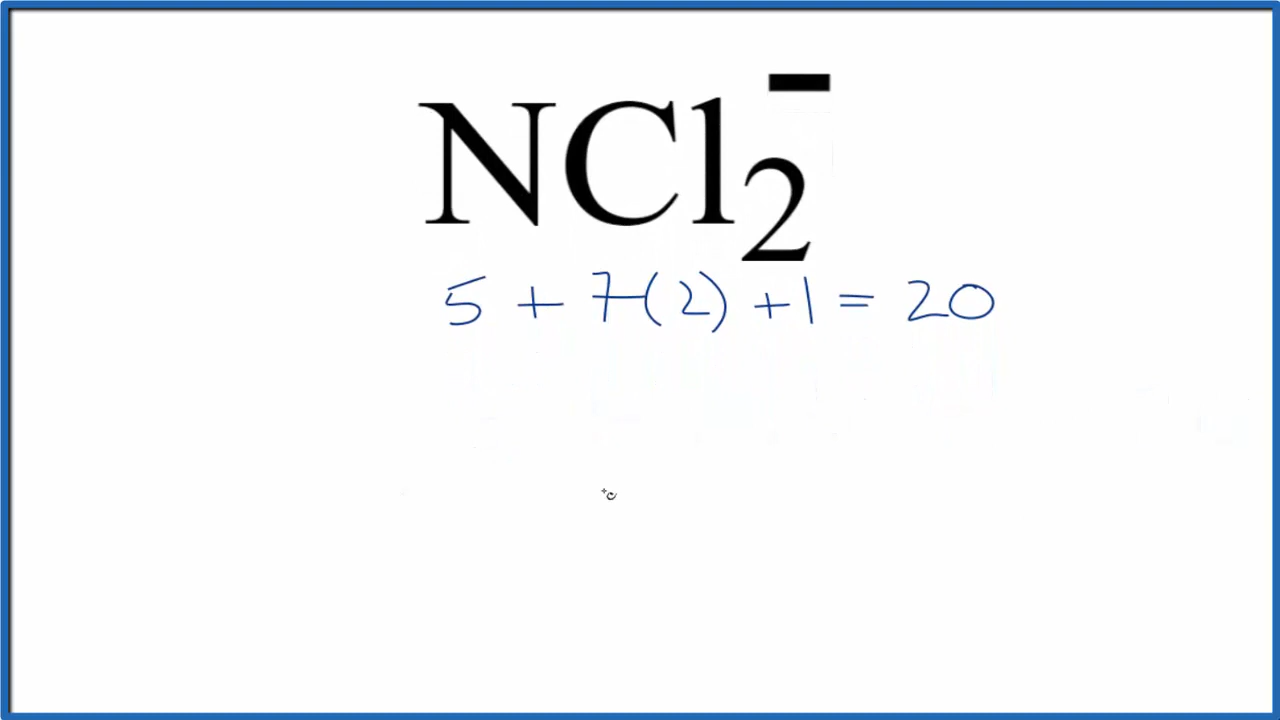 NCl₂⁻
5 + 7(2) + 1 = 20